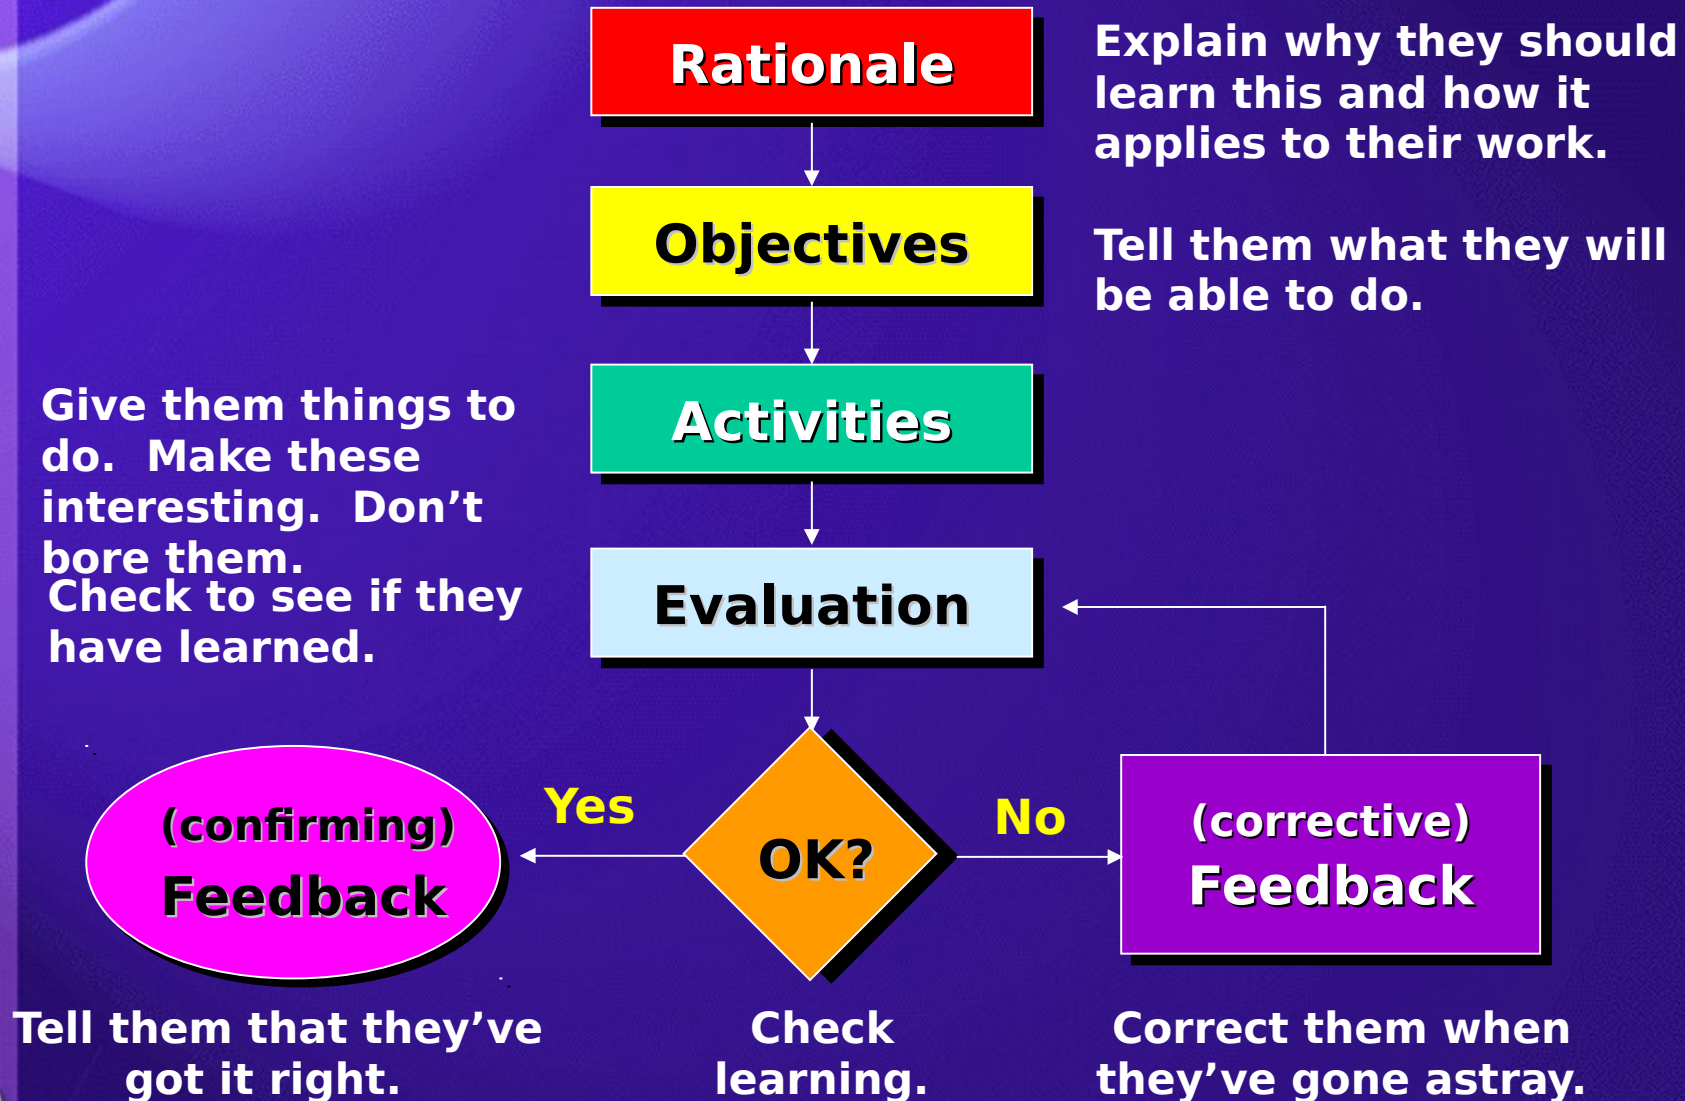 Rationale
Explain why they should
learn this and how it
applies to their work.
Objectives
Tell them what they will
be able to do.
Activities
Give them things to
do.  Make these
interesting.  Don’t
bore them.
Evaluation
Check to see if they
have learned.
Yes
No
OK?
(confirming)
Feedback
(corrective)
Feedback
Tell them that they’ve
got it right.
Check
learning.
Correct them when
they’ve gone astray.